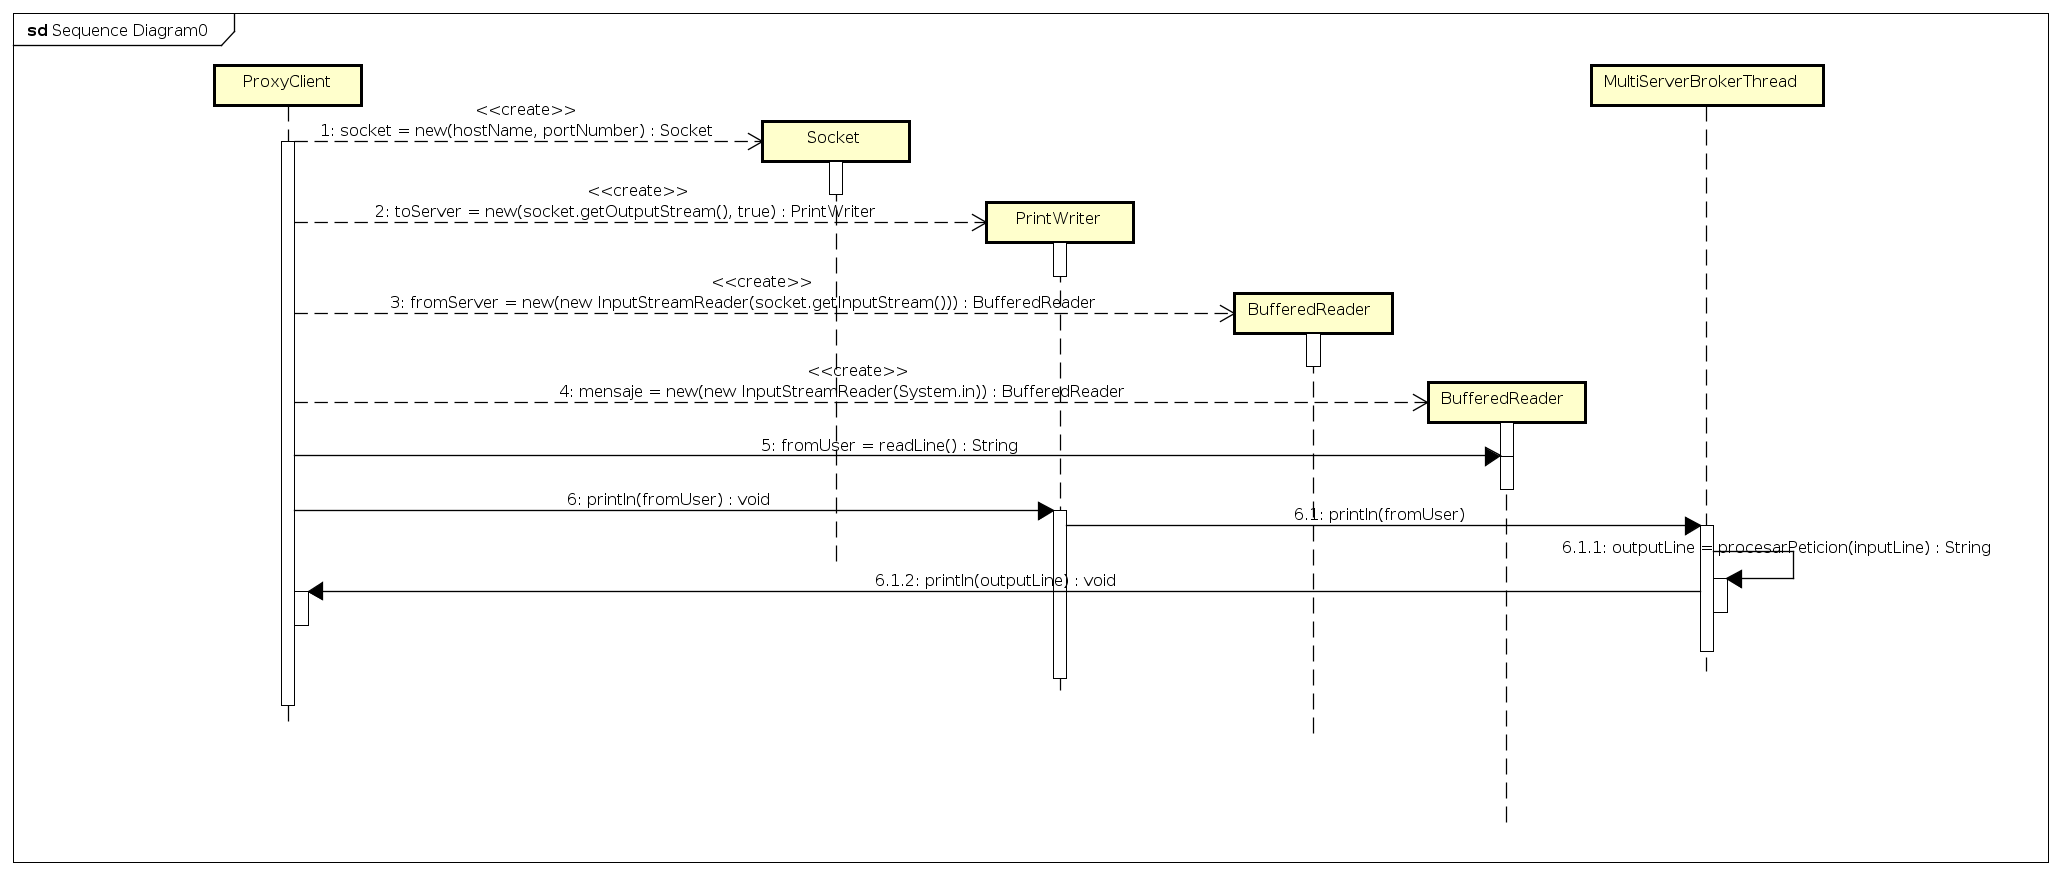 sd Sequence Diagram0
ProxyClient
MultiServerBrokerThread
<<create>>
1: socket = new(hostName, portNumber) : Socket
Socket
<<create>>
2: toServer = new(socket.getOutputStream(), true) : PrintWriter
PrintWriter
<<create>>
3: fromServer = new(new InputStreamReader(socket.getInputStream())) : BufferedReader
BufferedReader
<<create>>
4: mensaje = new(new InputStreamReader(System.in)) : BufferedReader
BufferedReader
5: fromUser = readLine() : String
6: println(fromUser) : void
6.1: println(fromUser)
6.1.1: outputLine = procesarPeticion(inputLine) : String
6.1.2: println(outputLine) : void